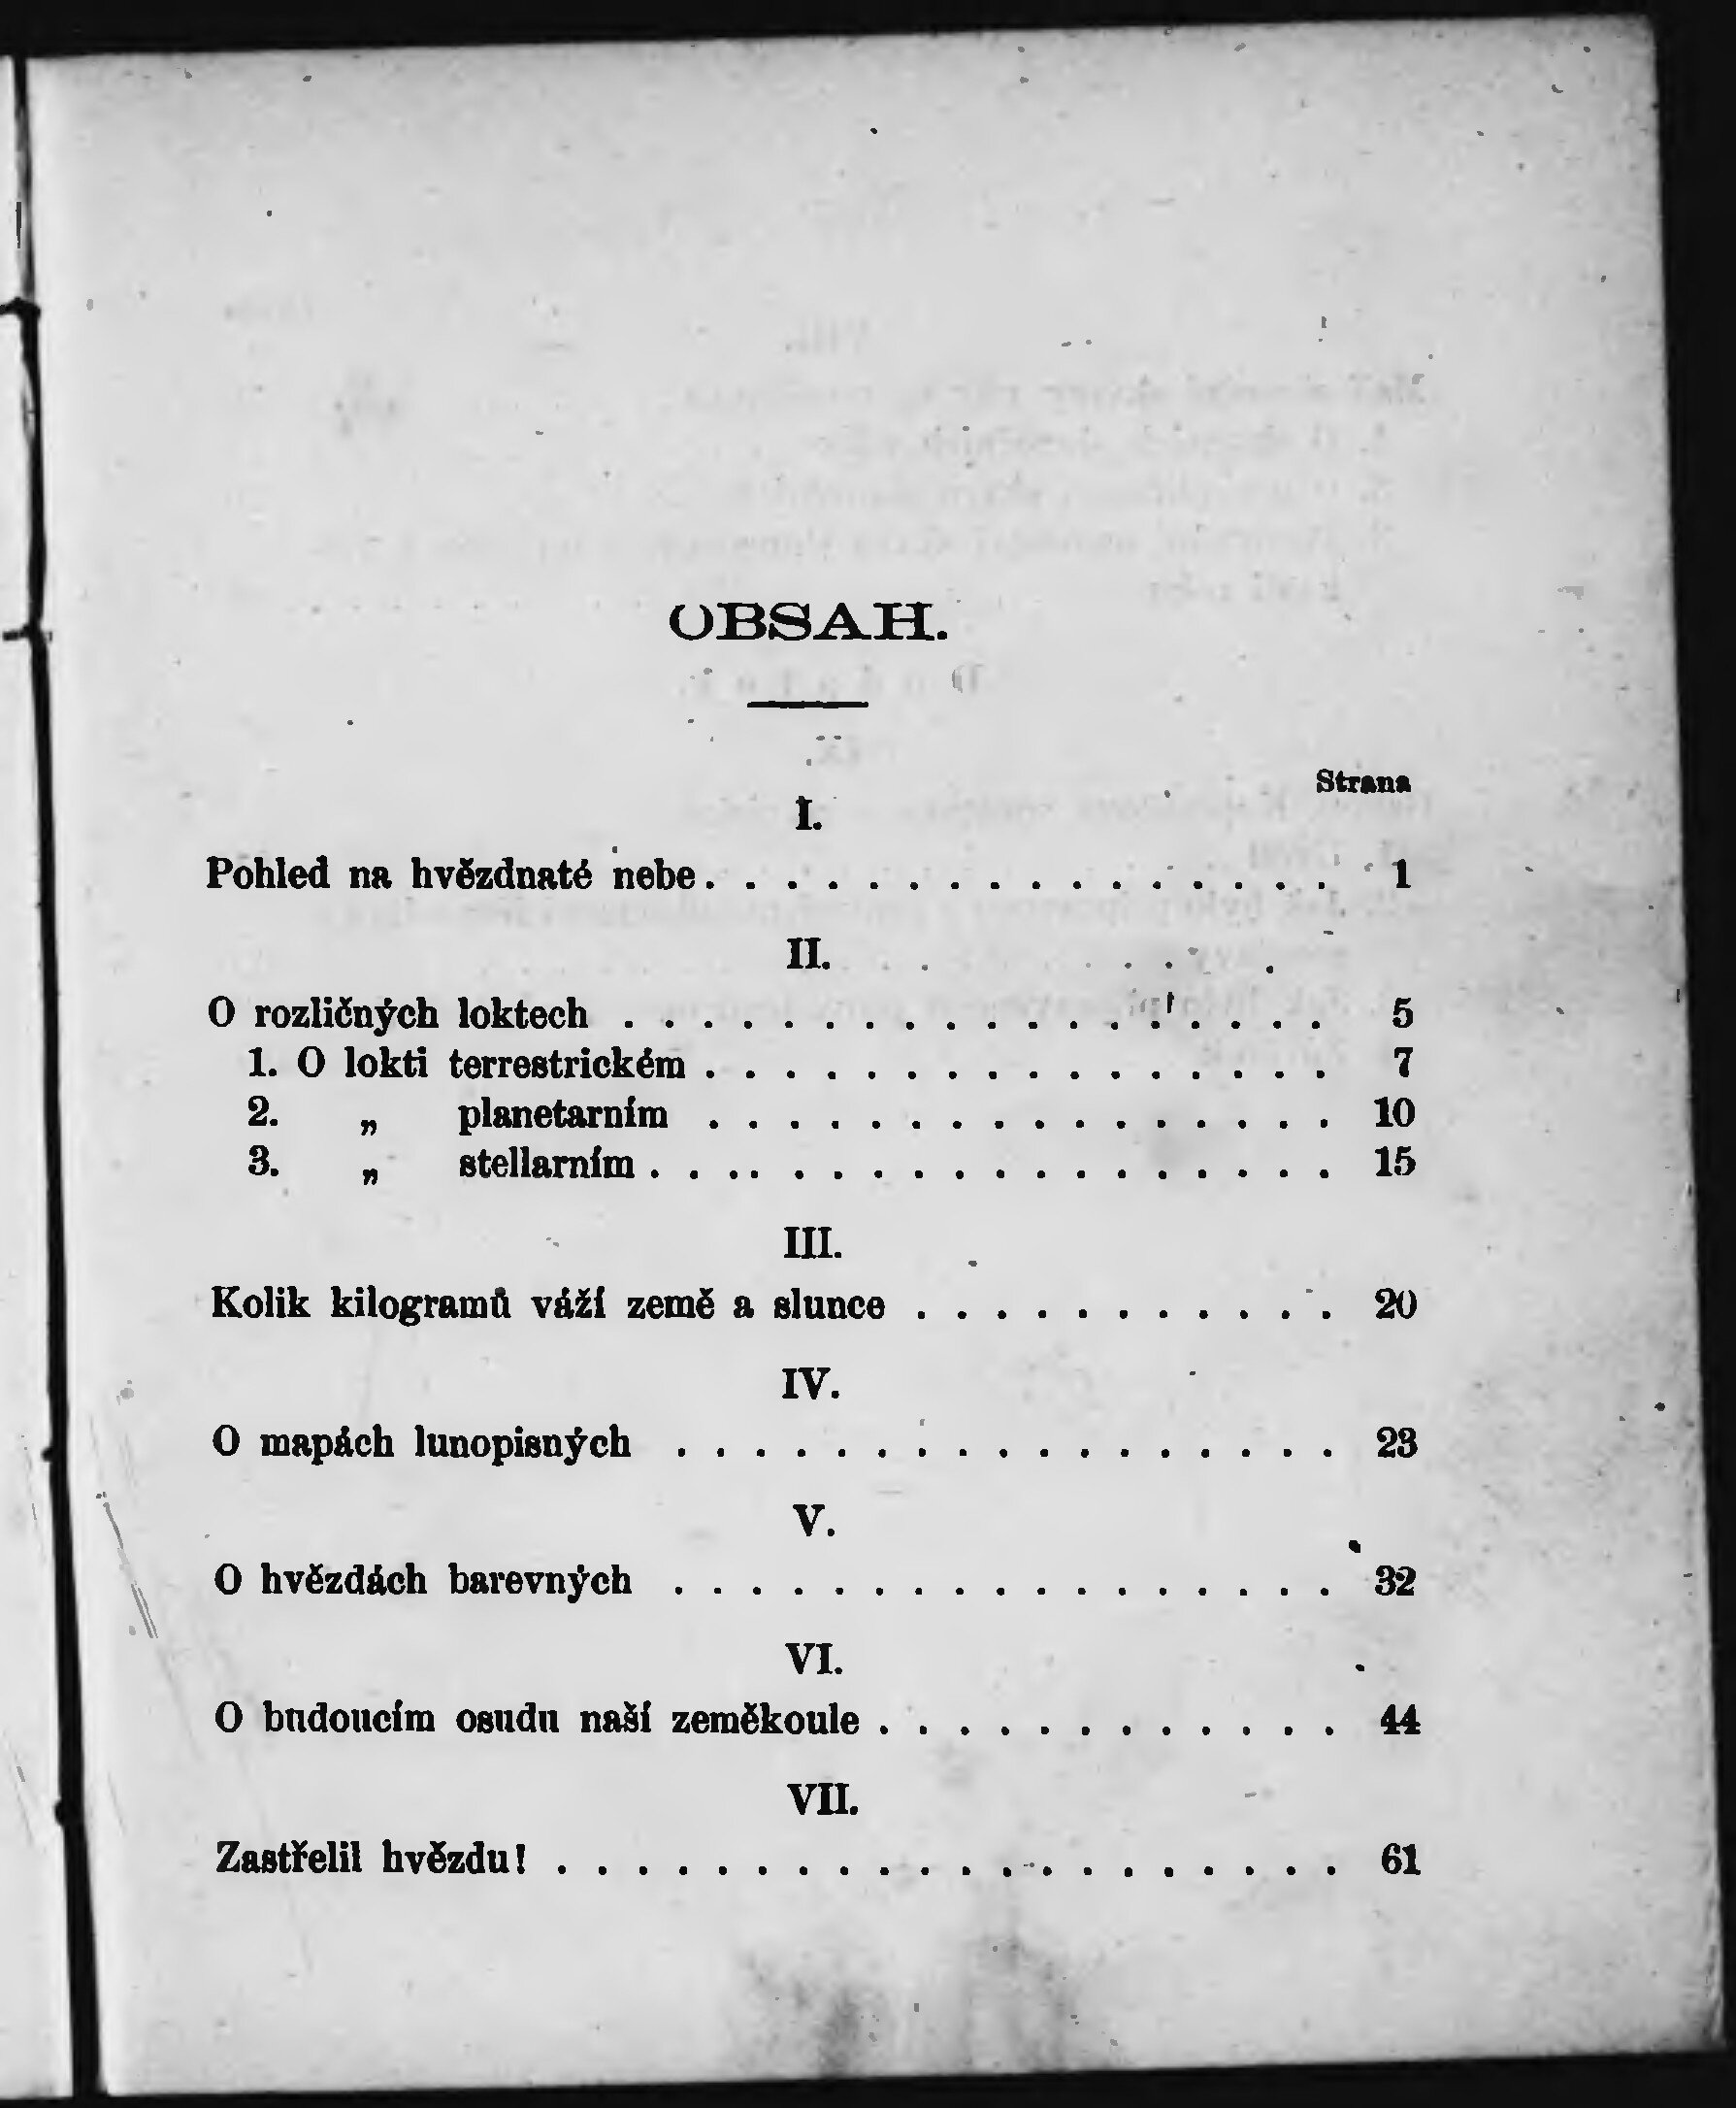 OBSAH.
Strana
I.
Pohled na hvězdnaté nebe. . . . . . . . . . . . . . . . 1
II.
O rozličných loktech . . . . . . . . . . . . . . . . . . 5
1. O lokti terrestrickém . . . . . . . . . . . . . . . . 7
2. „ planetarním . . . . . . . . . . . . . . . . 10
3. „ stellarním . . . . . . . . . . . . . . . . . . 15
III.
Kolik kilogramů váží země a slunce . . . . . . . . . . . 20
IV.
O mapách lunopisných . . . . . . . . . . . . . . . . . 23
V.
O hvězdách barevných . . . . . . . . . . . . . . . . . 32
VI.
O budoucím osudu naší zeměkoule . . . . . . . . . . . . 44
VII.
Zastřelil hvězdu! . . . . . . . . . . . . . . . . . . . . 61